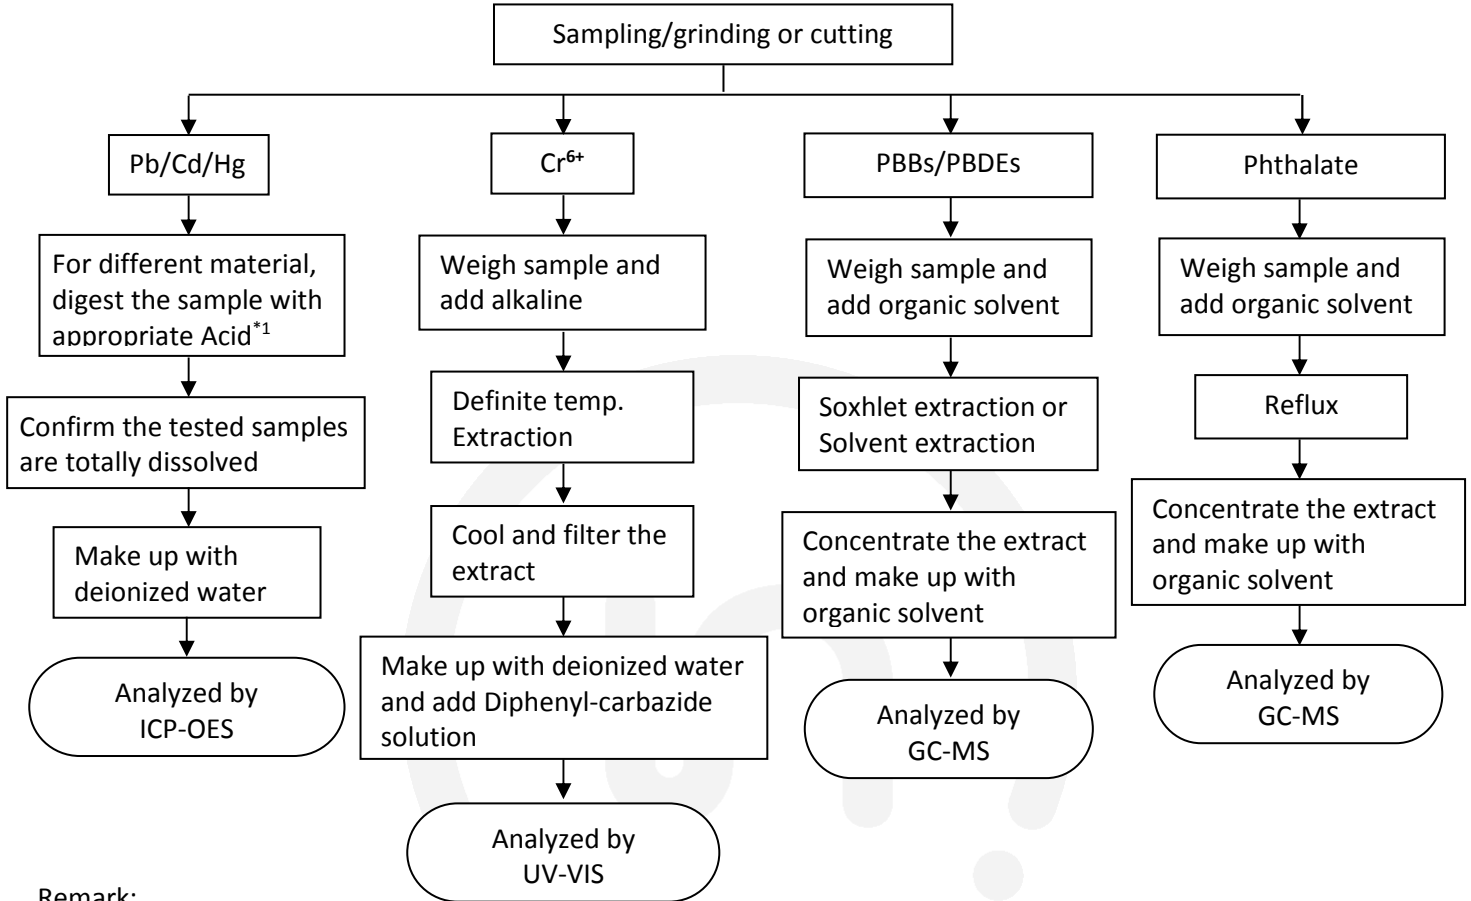 Sampling/grinding or cutting
Pb/Cd/Hg
For different material,
digest the sample with
appropriate Acid*1
Confirm the tested samples
are totally dissolved
Make up with
deionized water
Analyzed by
ICP-OES
Cr6+
Weigh sample and
add alkaline
Definite temp.
Extraction
Cool and filter the
extract
Make up with deionized water
and add Diphenyl-carbazide
solution
Analyzed by
UV-VIS
PBBs/PBDEs
Weigh sample and
add organic solvent
Soxhlet extraction or
Solvent extraction
Concentrate the extract
and make up with
organic solvent
Analyzed by
GC-MS
Phthalate
Weigh sample and
add organic solvent
Reflux
Concentrate the extract
and make up with
organic solvent
Analyzed by
GC-MS
Remark: